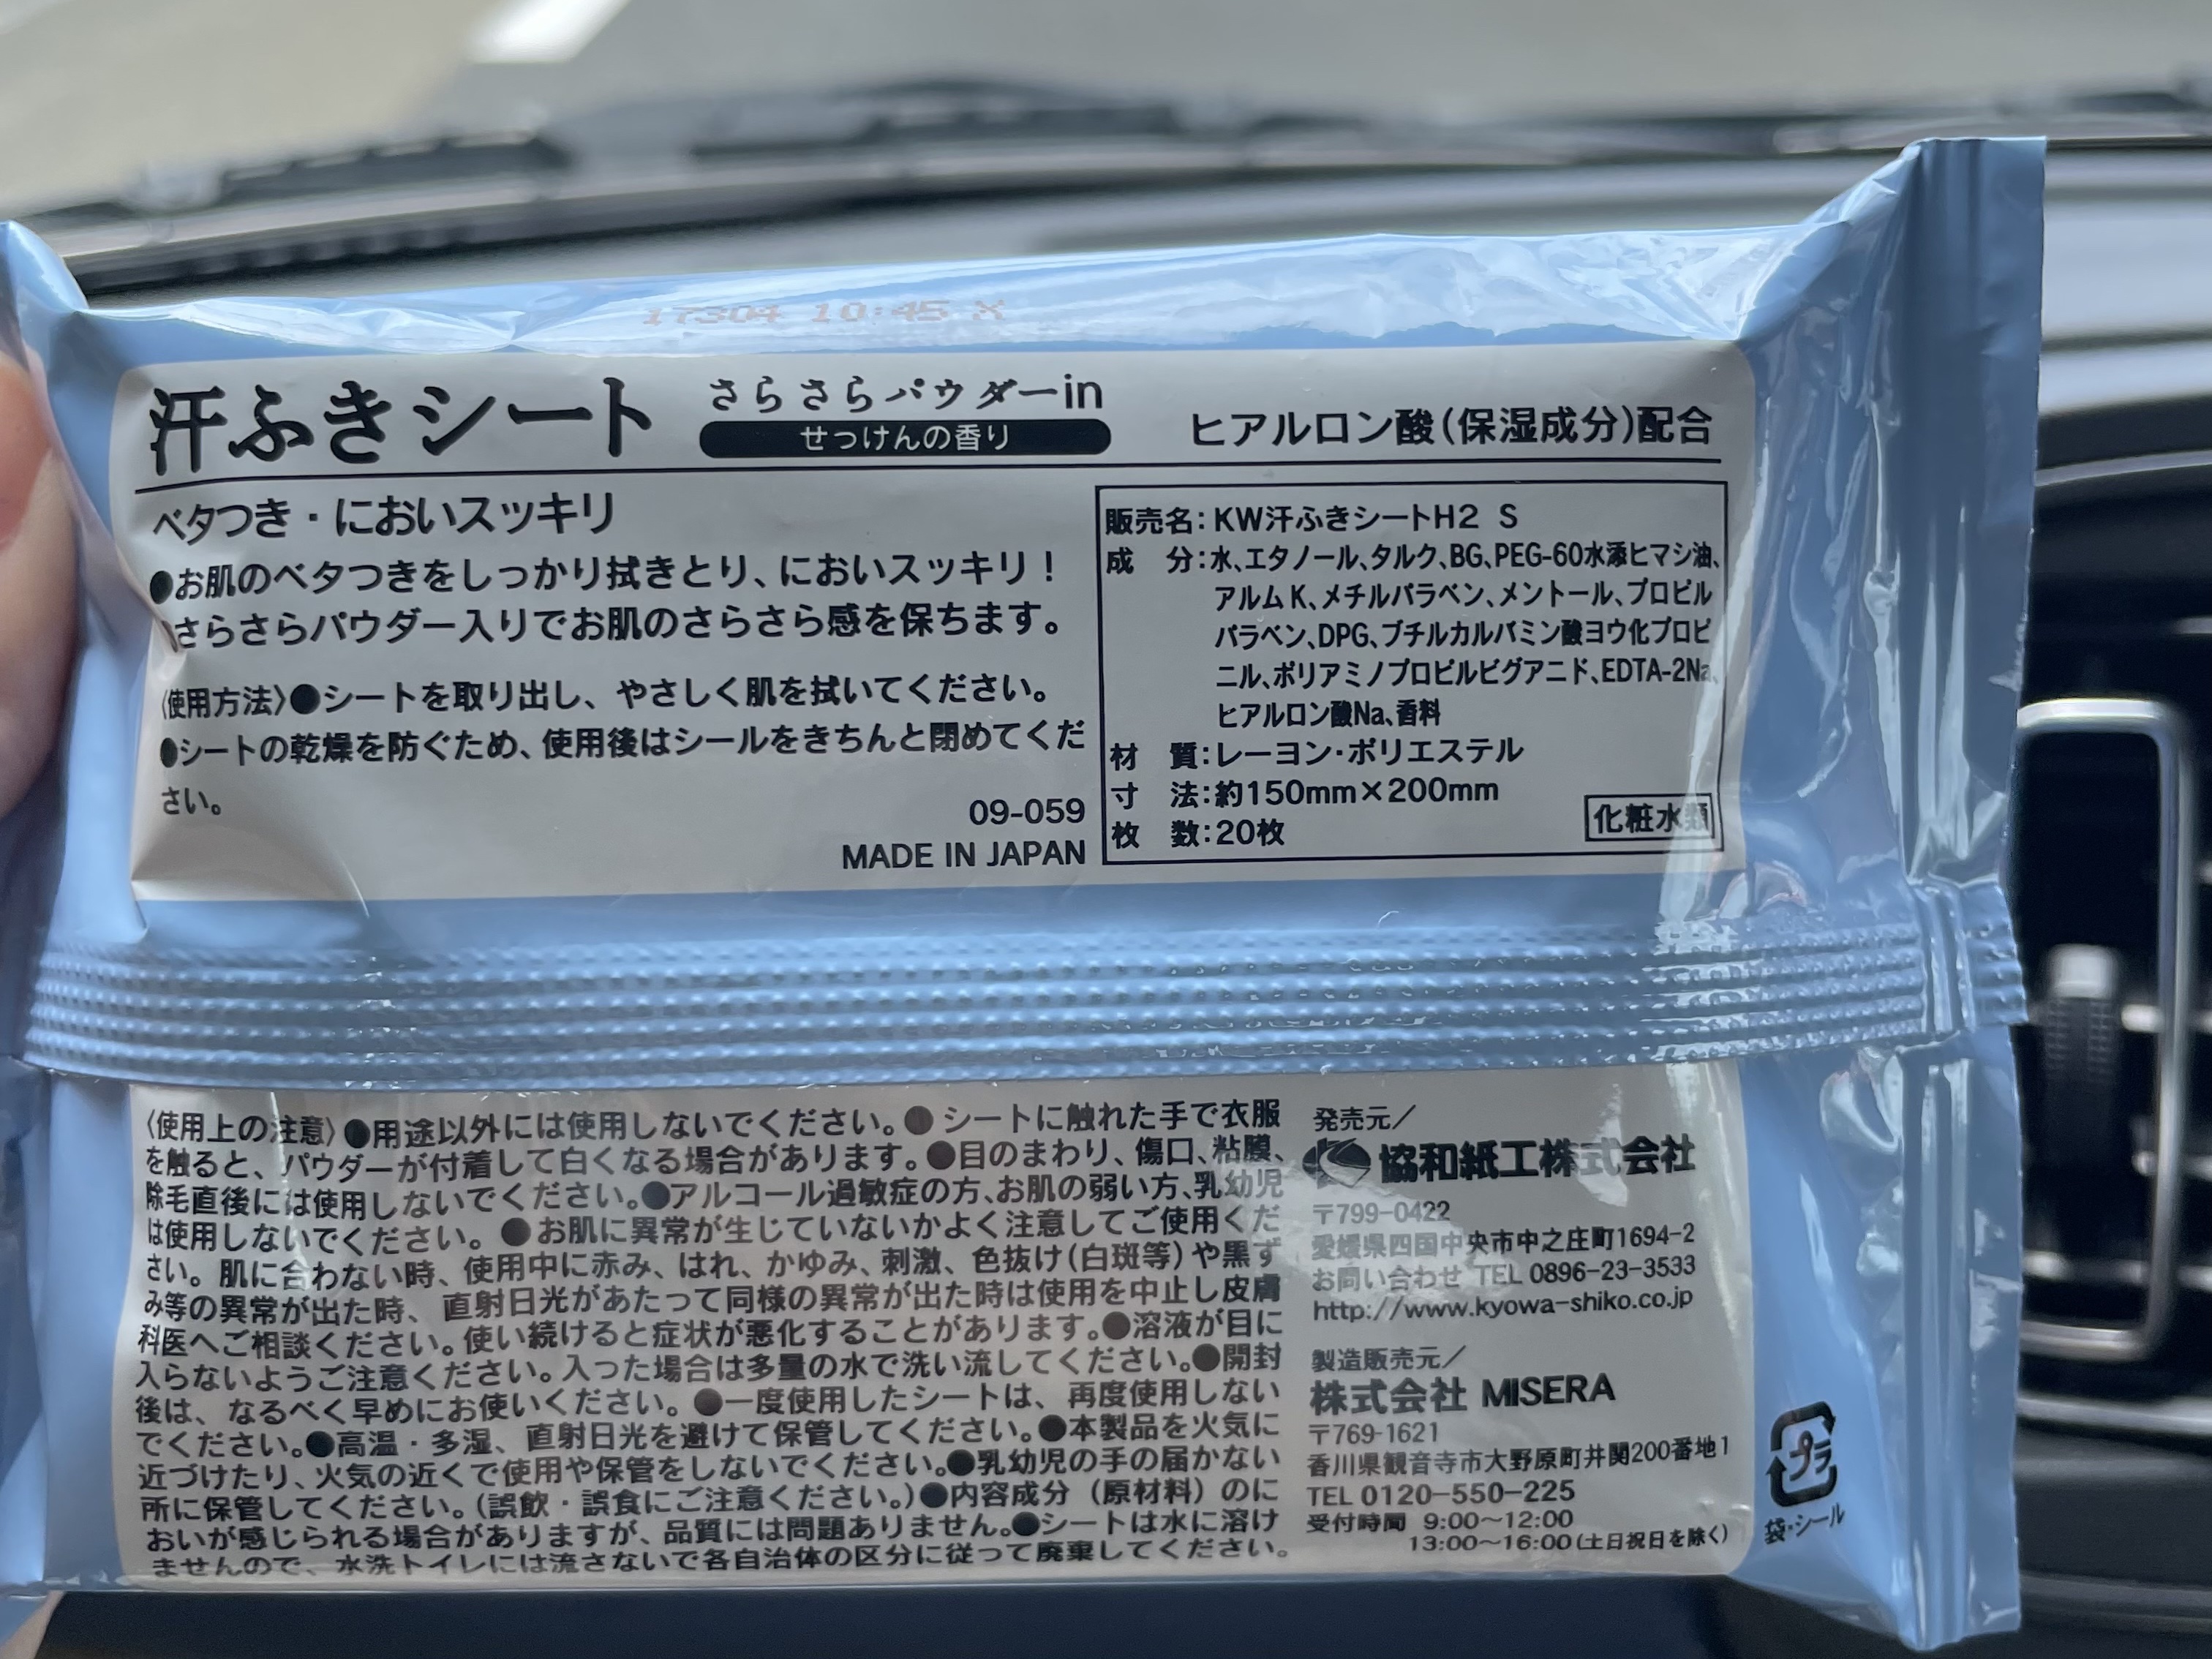 17304 10:45 X
汗ふきシート
さらさらパウダーin
せっけんの香り
ヒアルロン酸(保湿成分)配合
ベタつき・においスッキリ
●お肌のベタつきをしっかり拭きとり、においスッキリ!
●さらさらパウダー入りでお肌のさらさら感を保ちます。
〈使用方法〉●シートを取り出し、やさしく肌を拭いてください。
●シートの乾燥を防ぐため、使用後はシールをきちんと閉めてくだ
さい。
09-059
MADE IN JAPAN
販売名:KW汗ふきシートH2 S
成 分:水、エタノール、タルク、BG、PEG-60水添ヒマシ油、
アルムK、メチルパラベン、メントール、プロピル
パラベン、DPG、ブチルカルバミン酸ヨウ化プロピ
ニル、ポリアミノプロピルビグアニド、EDTA-2Na、
ヒアルロン酸Na、香料
材 質:レーヨン・ポリエステル
寸 法:約150mm×200mm
枚 数:20枚
化粧水類
〈使用上の注意〉●用途以外には使用しないでください。● シートに触れた手で衣服
を触ると、パウダーが付着して白くなる場合があります。●目のまわり、傷口、粘膜、
除毛直後には使用しないでください。●アルコール過敏症の方、お肌の弱い方、乳幼児
は使用しないでください。●お肌に異常が生じていないかよく注意してご使用くだ
さい。肌に合わない時、使用中に赤み、はれ、かゆみ、刺激、色抜け(白斑等)や黒ず
み等の異常が出た時、直射日光があたって同様の異常が出た時は使用を中止し皮膚
科医へご相談ください。使い続けると症状が悪化することがあります。●溶液が目に
入らないようご注意ください。入った場合は多量の水で洗い流してください。●開封
後は、なるべく早めにお使いください。●一度使用したシートは、再度使用しない
でください。●高温・多湿、直射日光を避けて保管してください。●本製品を火気に
近づけたり、火気の近くで使用や保管をしないでください。●乳幼児の手の届かない
所に保管してください。(誤飲・誤食にご注意ください。)●内容成分(原材料)のに
おいが感じられる場合がありますが、品質には問題ありません。●シートは水に溶け
ませんので、水洗トイレには流さないで各自治体の区分に従って廃棄してください。
発売元/
協和紙工株式会社
〒799-0422
愛媛県四国中央市中之庄町1694-2
お問い合わせ TEL 0896-23-3533
http://www.kyowa-shiko.co.jp
製造販売元/
株式会社 MISERA
〒769-1621
香川県観音寺市大野原町井関200番地1
TEL 0120-550-225
受付時間 9:00〜12:00
13:00〜16:00(土日祝日を除く)
プラ
袋・シール